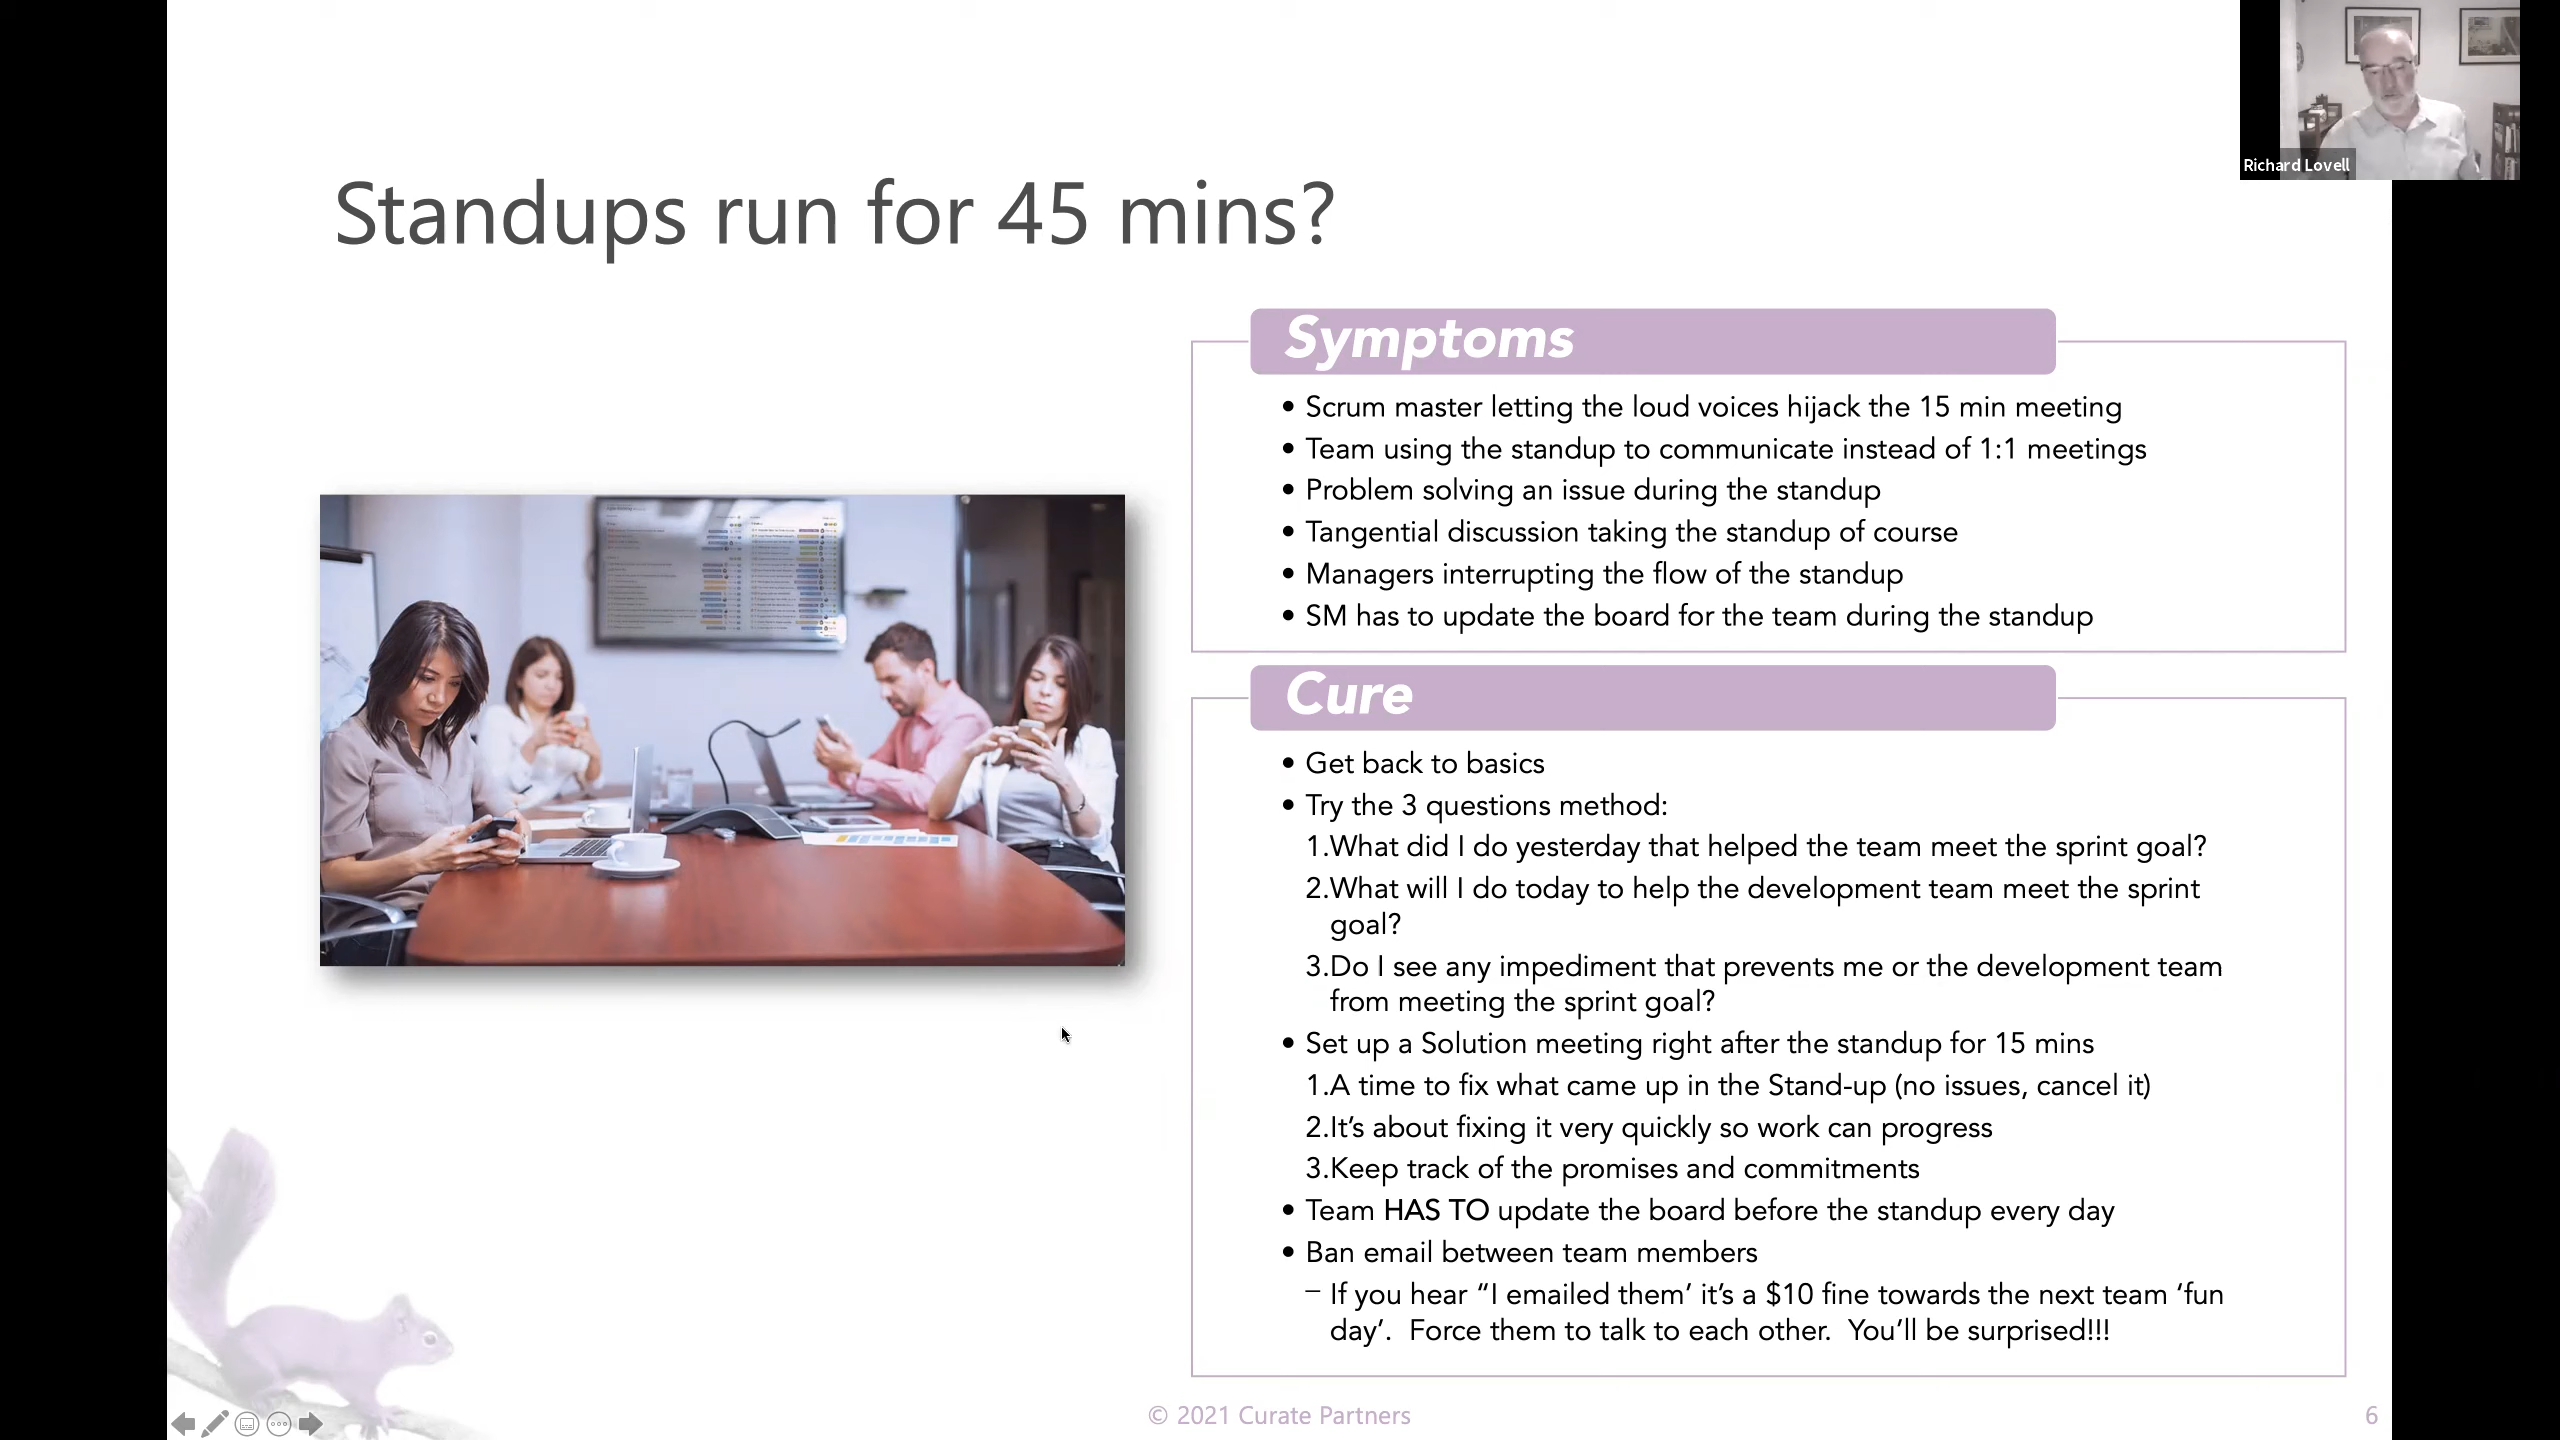 Richard Lovell
Standups run for 45 mins?
Symptoms
• Scrum master letting the loud voices hijack the 15 min meeting
• Team using the standup to communicate instead of 1:1 meetings
• Problem solving an issue during the standup
• Tangential discussion taking the standup of course
• Managers interrupting the flow of the standup
• SM has to update the board for the team during the standup
Cure
• Get back to basics
• Try the 3 questions method:
1.What did I do yesterday that helped the team meet the sprint goal?
2.What will I do today to help the development team meet the sprint
goal?
3.Do I see any impediment that prevents me or the development team
from meeting the sprint goal?
• Set up a Solution meeting right after the standup for 15 mins
1.A time to fix what came up in the Stand-up (no issues, cancel it)
2.It’s about fixing it very quickly so work can progress
3.Keep track of the promises and commitments
• Team HAS TO update the board before the standup every day
• Ban email between team members
– If you hear “I emailed them’ it’s a $10 fine towards the next team ‘fun
day’.  Force them to talk to each other.  You’ll be surprised!!!
© 2021 Curate Partners
6